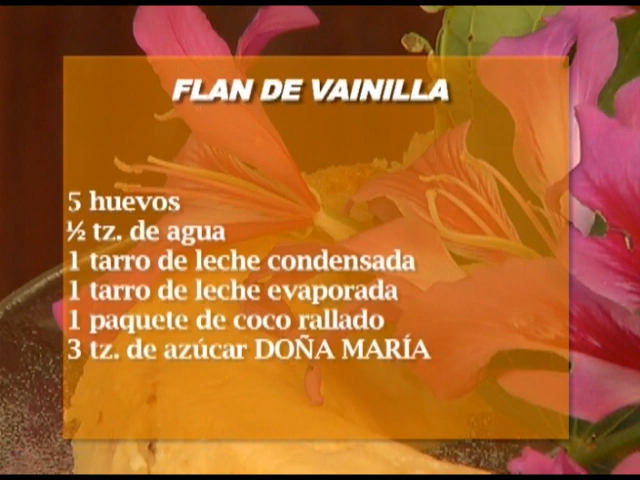 FLAN DE VAINILLA
5 huevos
½ tz. de agua
1 tarro de leche condensada
1 tarro de leche evaporada
1 paquete de coco rallado
3 tz. de azúcar DOÑA MARÍA